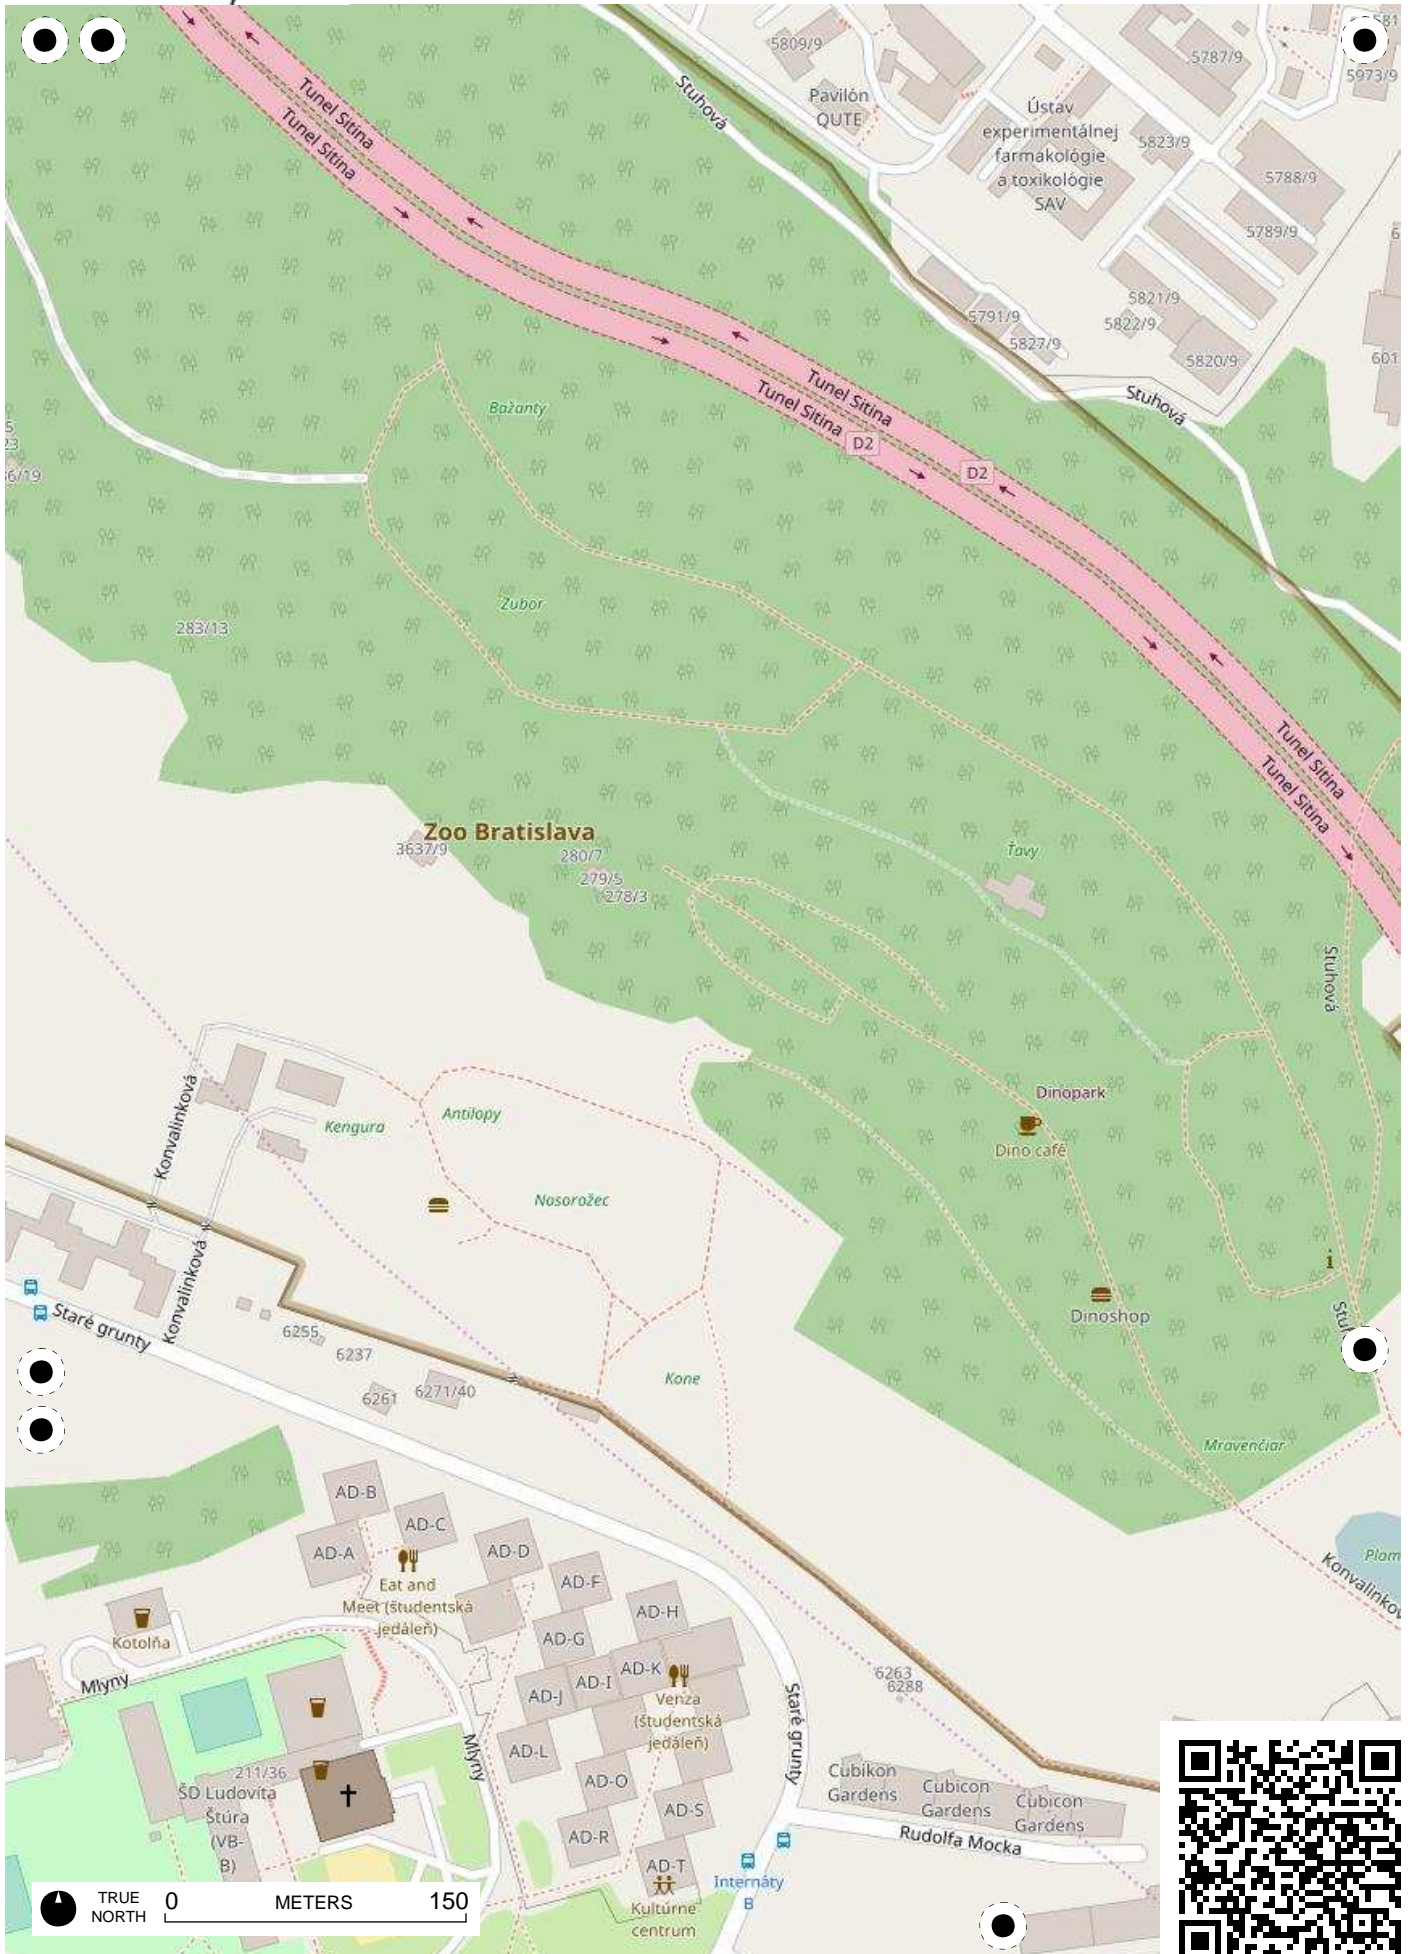 Tunel Sitina
Tunel Sitina
Stuhová
5809/9
Pavilón
QUTE
Ústav
experimentálnej
farmakológie
a toxikológie
SAV
5787/9
5973/9
5823/9
5788/9
5789/9
5821/9
5822/9
5820/9
5791/9
5827/9
Stuhová
Bažanty
Tunel Sitina
Tunel Sitina
D2
D2
Zubor
283/13
Tunel Sitina
Tunel Sitina
Zoo Bratislava
3637/9
280/7
279/5
278/3
Ťavy
Stuhová
Konvalinková
Kengura
Antilopy
Nosorožec
Dinopark
Dino café
Dinoshop
Konvalinková
Staré grunty
6255
6237
6261
6271/40
Kone
Mravenčiar
AD-B
AD-C
AD-A
AD-D
Eat and
Meet (študentská
jedáleň)
AD-F
AD-H
AD-G
AD-K
AD-I
AD-J
Kotolňa
Mlyny
Venza
(študentská
jedáleň)
6263
6288
Staré grunty
Mlyny
AD-L
AD-O
AD-S
AD-R
AD-T
211/36
ŠD Ludovíta
Štúra
(VB-
B)
Cubikon
Gardens
Cubicon
Gardens
Cubicon
Gardens
Rudolfa Mocka
Internáty
B
Kultúrne
centrum
TRUE
NORTH
0 METERS 150